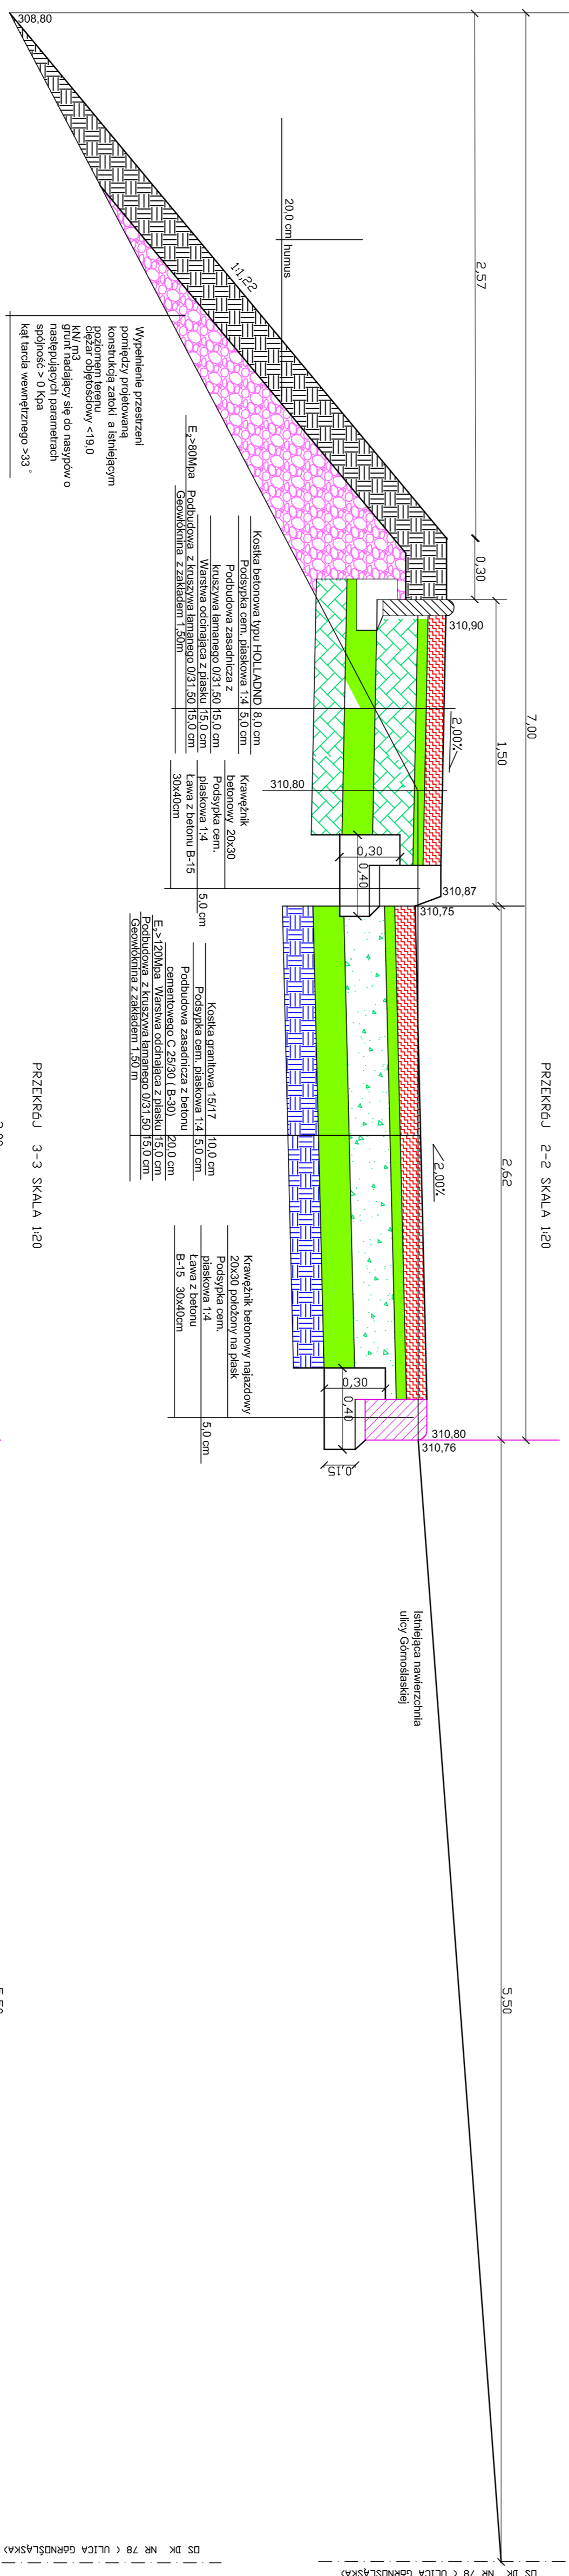 PRZEKRóJ 2-2 SKALA 1:20
7,00
2,57
0,30
1,50
2,62
5,50
308,80
1:1,22
20,0 cm humus
310,90
2,00%
310,80
310,87
310,75
0,30
0,40
2,00%
0,30
0,40
0,15
310,80
310,76
Istniejąca nawierzchnia
ulicy Górnoślaskiej
Wypełnienie przestrzeni
pomiędzy projetowaną
konstrukcją zatoki a istniejącym
poziomem terenu
ciężar objętościowy <19,0
kN/ m3
grunt nadający się do nasypów o
następujących parametrach
spójność > 0 Kpa
kąt tarcia wewnętrznego >33 °
Kostka betonowa typu HOLLADND 8,0 cm
Podsypka cem. piaskowa 1:4 5,0 cm
Podbudowa zasadnicza z
kruszywa łamanego 0/31,50 15,0 cm
Warstwa odcinająca z piasku 15,0 cm
E₂>80Mpa Podbudowa z kruszywa łamanego 0/31,50 15,0 cm
Geowłóknina z zakładem 1,50m
Krawężnik
betonowy 20x30
Podsypka cem.
piaskowa 1:4 5,0 cm
Ława z betonu B-15
30x40cm
Kostka granitowa 15/17 10,0 cm
Podsypka cem. piaskowa 1:4 5,0 cm
Podbudowa zasadnicza z betonu
cementowego C 25/30 ( B-30) 20,0 cm
E₂>120Mpa Warstwa odcinająca z piasku 15,0 cm
Podbudowa z kruszywa łamanego 0/31,50 15,0 cm
Geowłóknina z zakładem 1,50 m
Krawężnik betonowy najazdowy
20x30 położony na płask
Podsypka cem.
piaskowa 1:4 5,0 cm
Ława z betonu
B-15 30x40cm
OS DK NR 78 ( ULICA GóRNOŚLĄSKA)
PRZEKRóJ 3-3 SKALA 1:20
OS DK NR 78 ( ULICA GóRNOŚLĄSKA)